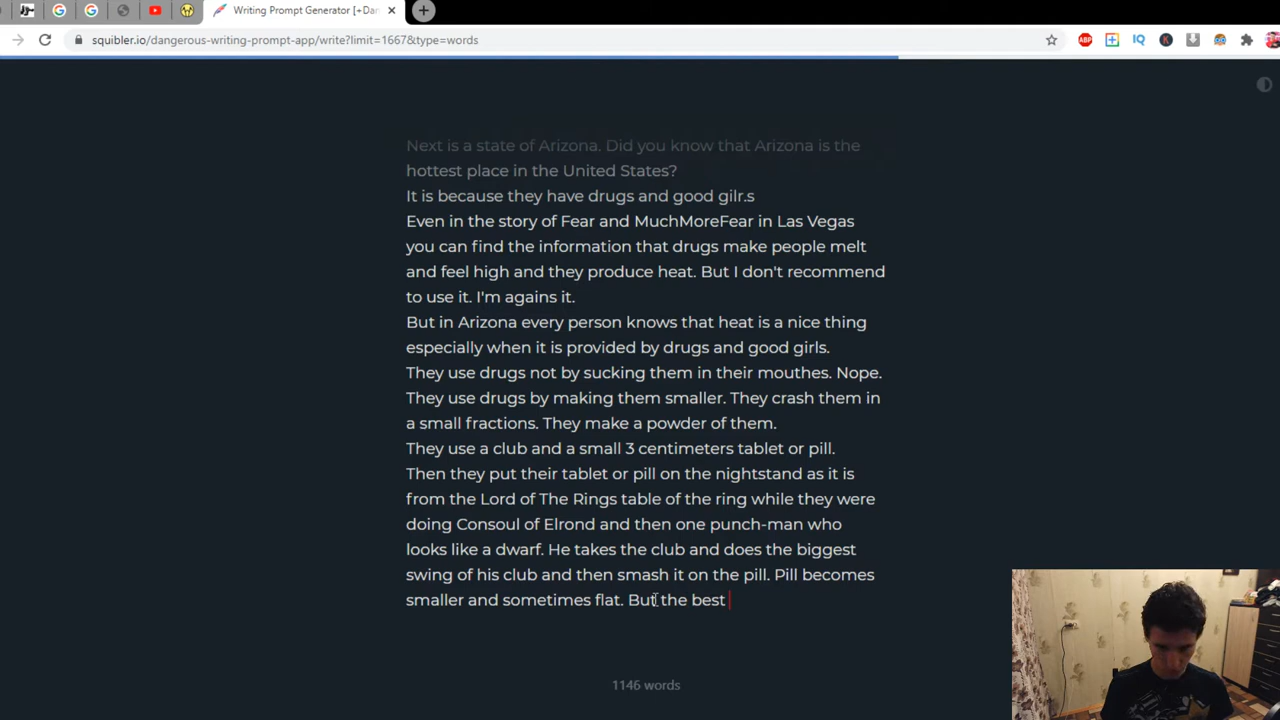 Writing Prompt Generator [+Dan
squibler.io/dangerous-writing-prompt-app/write?limit=1667&type=words
Next is a state of Arizona. Did you know that Arizona is the
hottest place in the United States?
It is because they have drugs and good gilr.s
Even in the story of Fear and MuchMoreFear in Las Vegas
you can find the information that drugs make people melt
and feel high and they produce heat. But I don't recommend
to use it. I'm agains it.
But in Arizona every person knows that heat is a nice thing
especially when it is provided by drugs and good girls.
They use drugs not by sucking them in their mouthes. Nope.
They use drugs by making them smaller. They crash them in
a small fractions. They make a powder of them.
They use a club and a small 3 centimeters tablet or pill.
Then they put their tablet or pill on the nightstand as it is
from the Lord of The Rings table of the ring while they were
doing Consoul of Elrond and then one punch-man who
looks like a dwarf. He takes the club and does the biggest
swing of his club and then smash it on the pill. Pill becomes
smaller and sometimes flat. But the best
1146 words